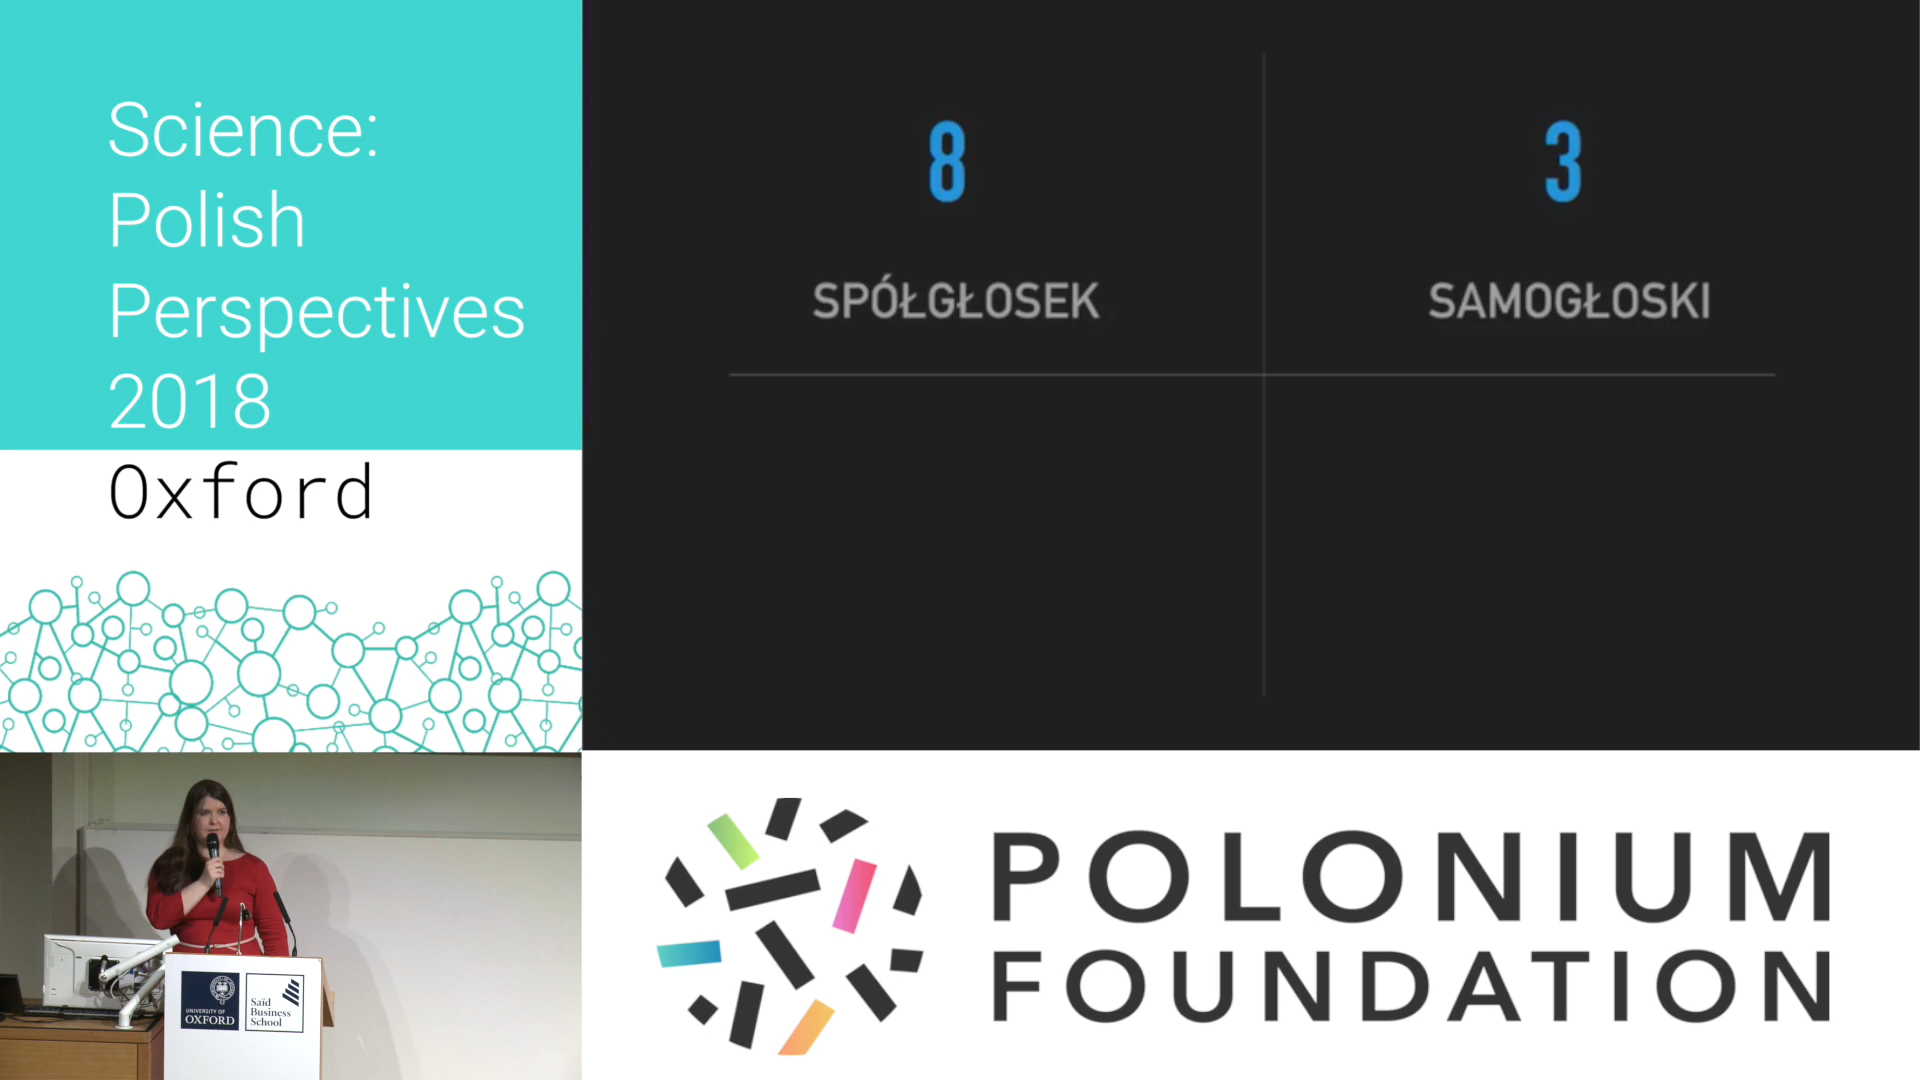 Science:
Polish
Perspectives
2018
Oxford
8
SPÓŁGŁOSEK
3
SAMOGŁOSKI
UNIVERSITY OF
OXFORD
Saïd
Business
School
POLONIUM
FOUNDATION